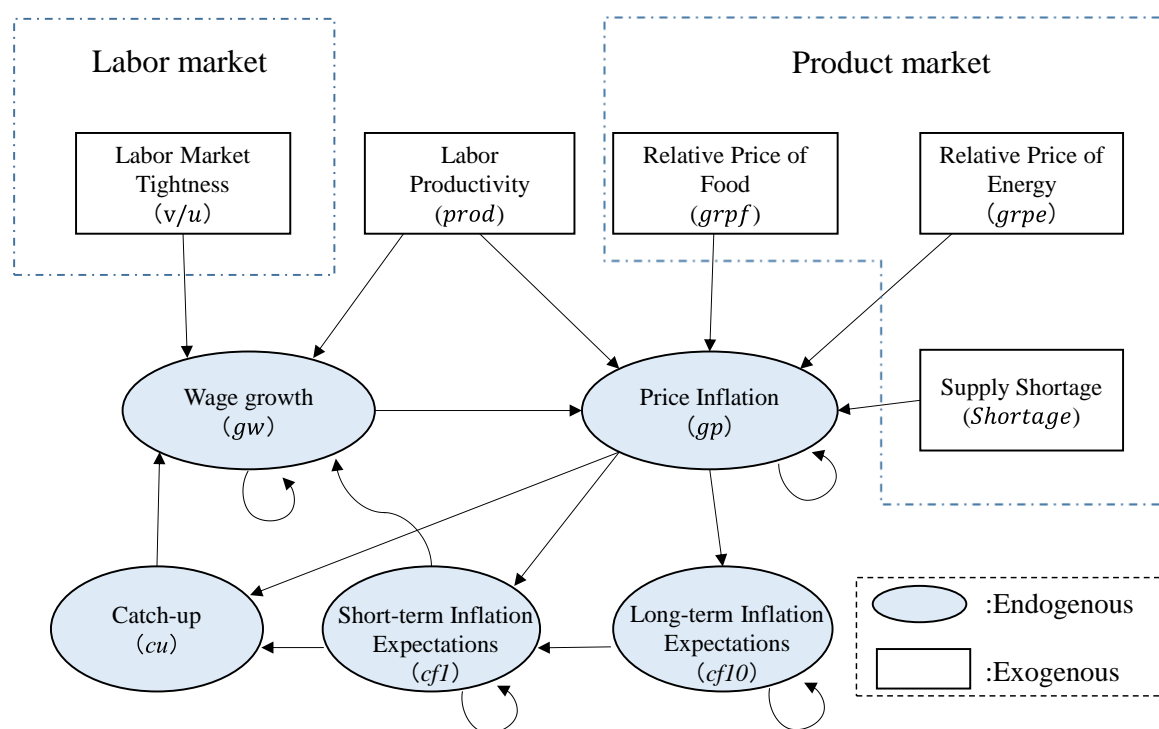 Labor market
Product market
Labor Market
Tightness
（v/u）
Labor
Productivity
(prod)
Relative Price of
Food
(grpf)
Relative Price of
Energy
（grpe）
Wage growth
（gw）
Price Inflation
（gp）
Supply Shortage
(Shortage)
Catch-up
（cu）
Short-term Inflation
Expectations
（cf1）
Long-term Inflation
Expectations
（cf10）
:Endogenous
:Exogenous